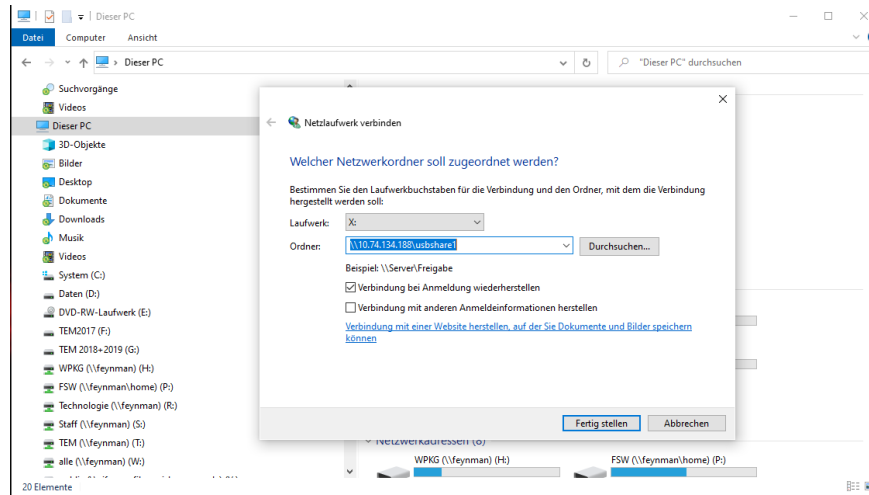 Dieser PC
Datei Computer Ansicht
Dieser PC
"Dieser PC" durchsuchen
Suchvorgänge
Videos
Dieser PC
3D-Objekte
Bilder
Desktop
Dokumente
Downloads
Musik
Videos
System (C:)
Daten (D:)
DVD-RW-Laufwerk (E:)
TEM2017 (F:)
TEM 2018+2019 (G:)
WPKG (\\feynman) (H:)
FSW (\\feynman\home) (P:)
Technologie (\\feynman) (R:)
Staff (\\feynman) (S:)
TEM (\\feynman) (T:)
alle (\\feynman) (W:)
20 Elemente
Netzlaufwerk verbinden
Welcher Netzwerkordner soll zugeordnet werden?
Bestimmen Sie den Laufwerkbuchstaben für die Verbindung und den Ordner, mit dem die Verbindung
hergestellt werden soll:
Laufwerk: X:
Ordner: \\10.74.134.188\usbshare1 Durchsuchen...
Beispiel: \\Server\Freigabe
Verbindung bei Anmeldung wiederherstellen
Verbindung mit anderen Anmeldeinformationen herstellen
Verbindung mit einer Website herstellen, auf der Sie Dokumente und Bilder speichern
können
Fertig stellen Abbrechen
Netzwerkadressen (8)
WPKG (\\feynman) (H:) FSW (\\feynman\home) (P:)